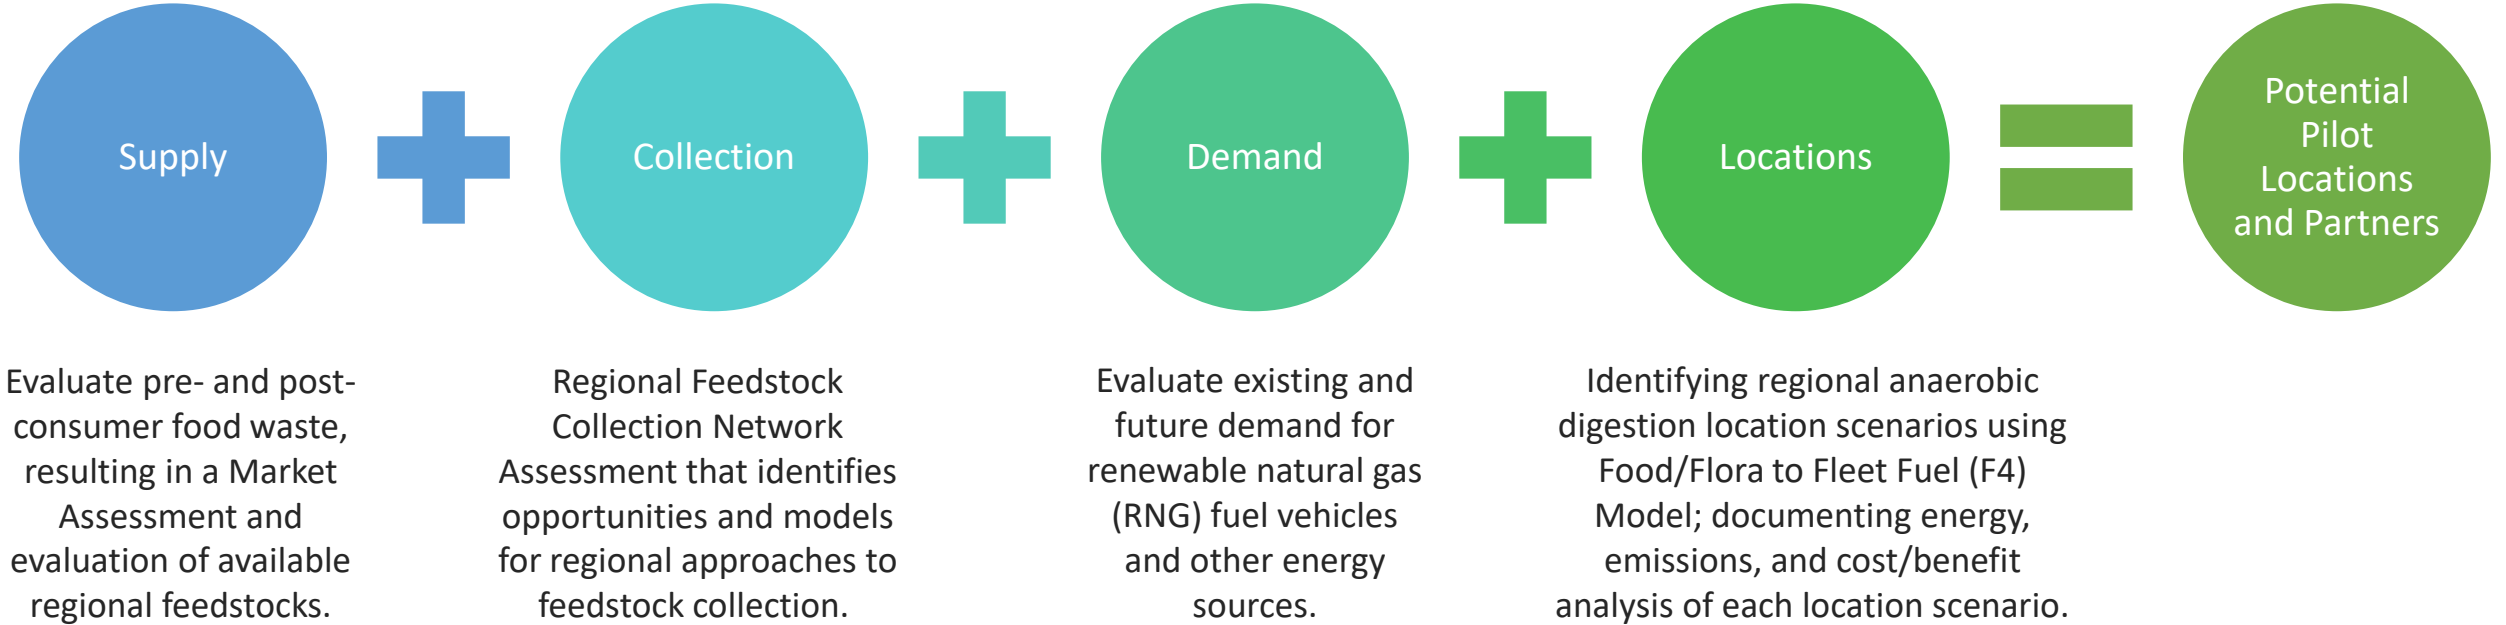 Supply
Collection
Demand
Locations
Potential
Pilot
Locations
and Partners
Evaluate pre- and post-
consumer food waste,
resulting in a Market
Assessment and
evaluation of available
regional feedstocks.
Regional Feedstock
Collection Network
Assessment that identifies
opportunities and models
for regional approaches to
feedstock collection.
Evaluate existing and
future demand for
renewable natural gas
(RNG) fuel vehicles
and other energy
sources.
Identifying regional anaerobic
digestion location scenarios using
Food/Flora to Fleet Fuel (F4)
Model; documenting energy,
emissions, and cost/benefit
analysis of each location scenario.